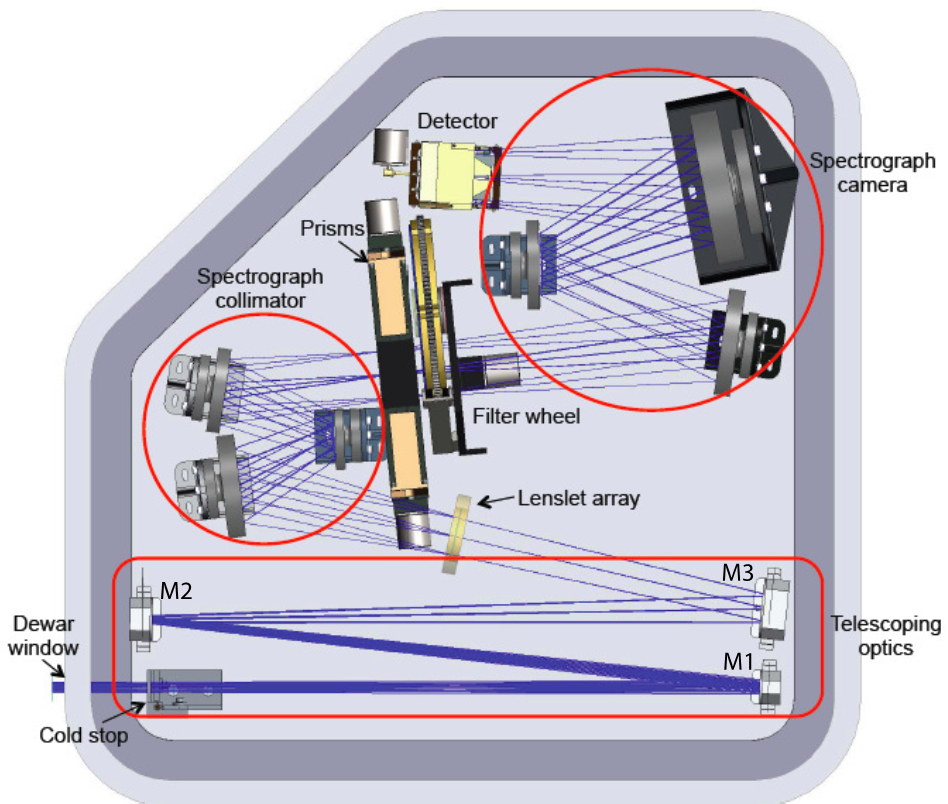 Detector
Spectrograph
camera
Prisms
Spectrograph
collimator
Filter wheel
Lenslet array
M2
M3
Dewar
window
M1
Telescoping
optics
Cold stop